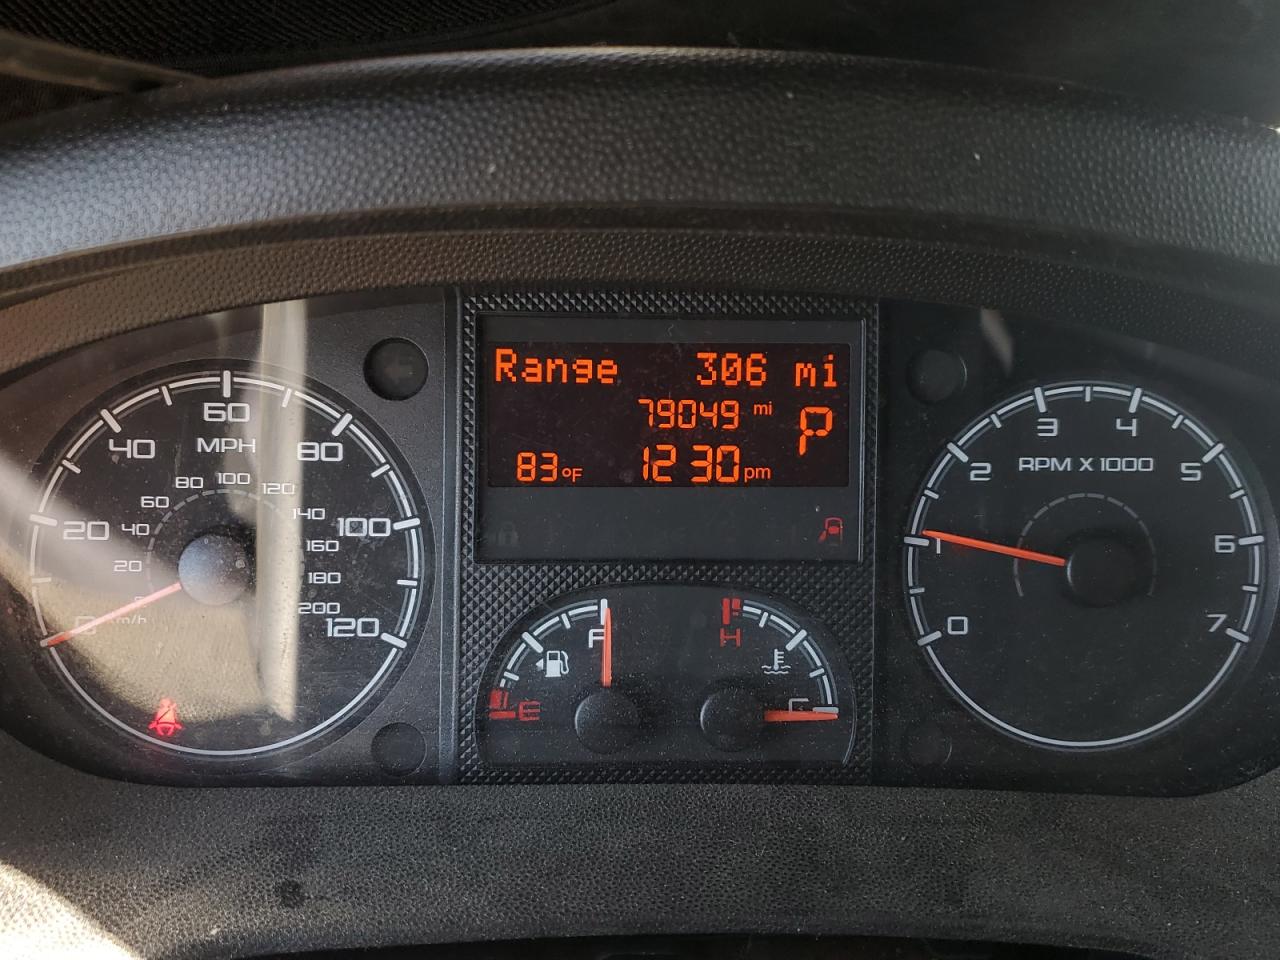 Range 306 mi
79049 mi
P
83°F 12 30 pm
0 20 40 60 80 100 120
MPH
20 40 60 80 100 120 140 160 180 200
km/h
F
E
H
C
0 1 2 3 4 5 6 7
RPM X 1000